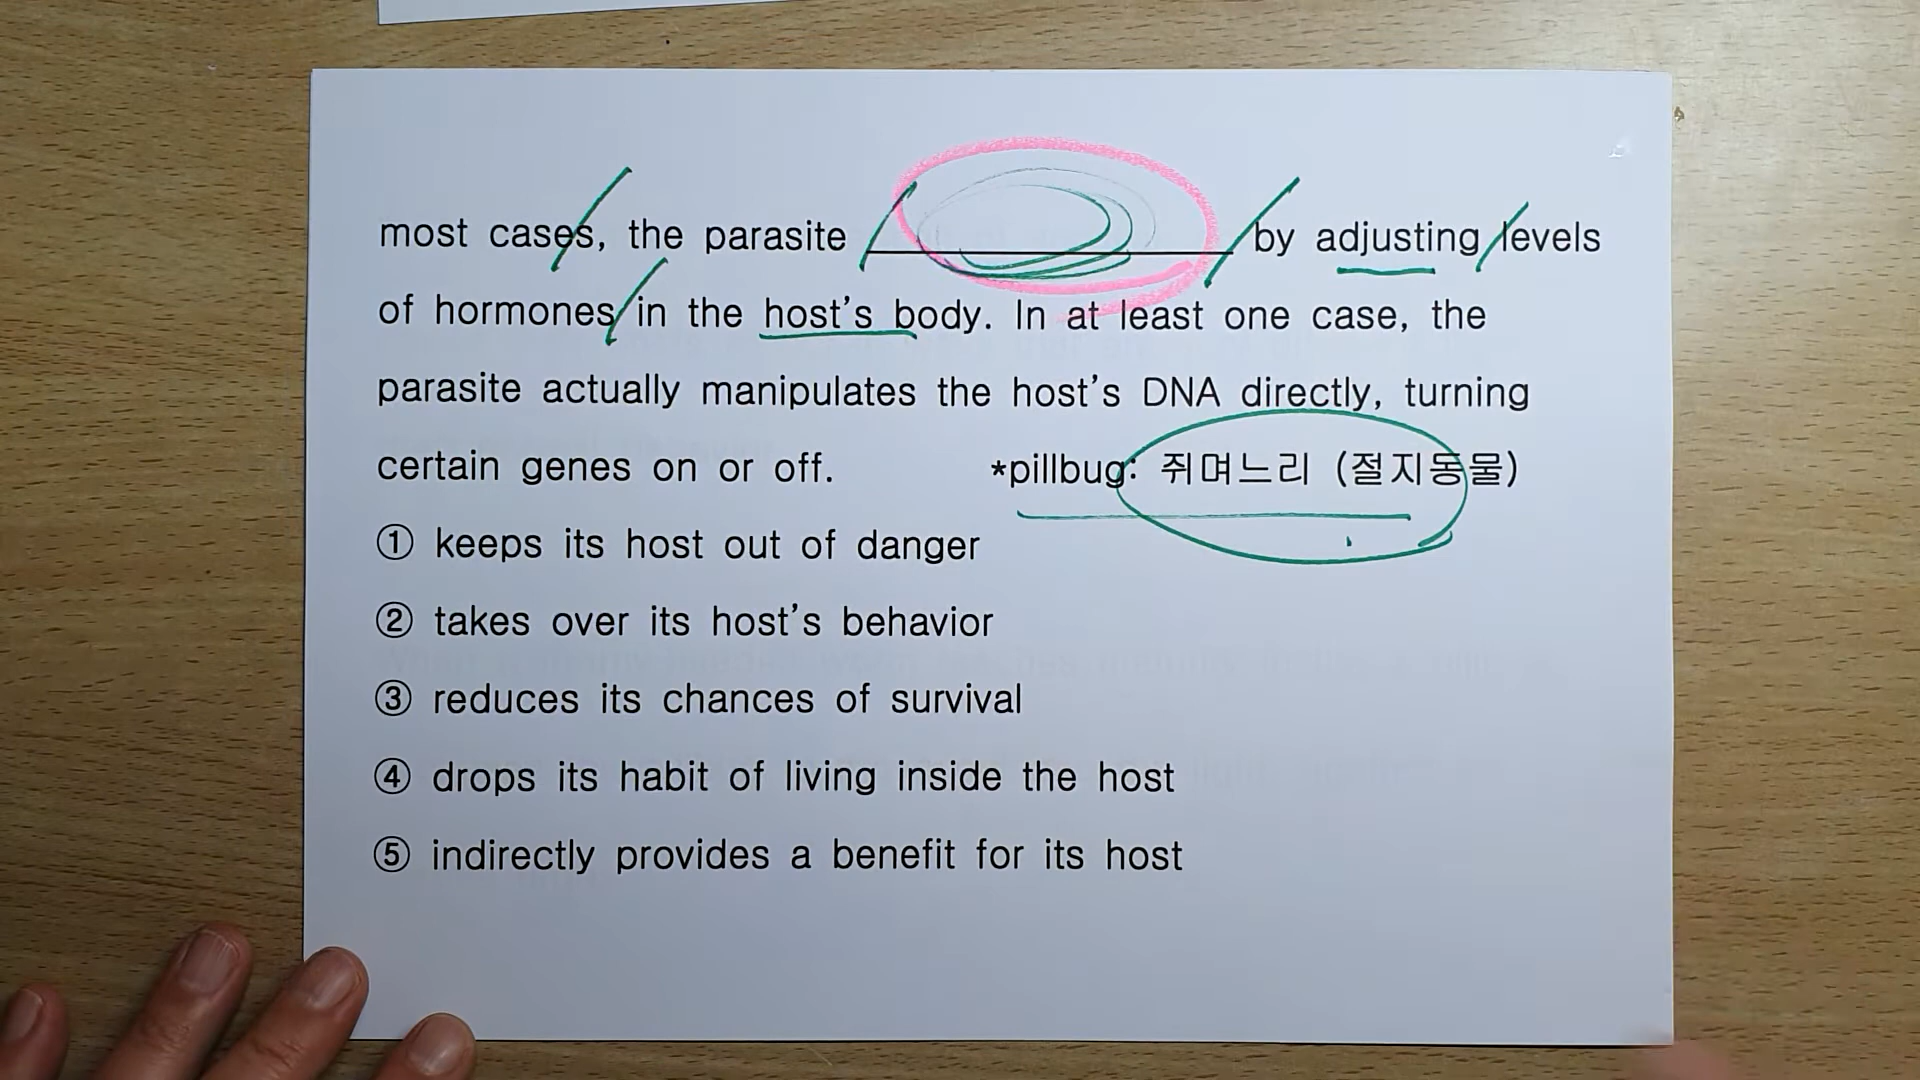 most cases, the parasite __________ by adjusting levels
of hormones in the host's body. In at least one case, the
parasite actually manipulates the host's DNA directly, turning
certain genes on or off. *pillbug: 쥐며느리 (절지동물)
① keeps its host out of danger
② takes over its host's behavior
③ reduces its chances of survival
④ drops its habit of living inside the host
⑤ indirectly provides a benefit for its host